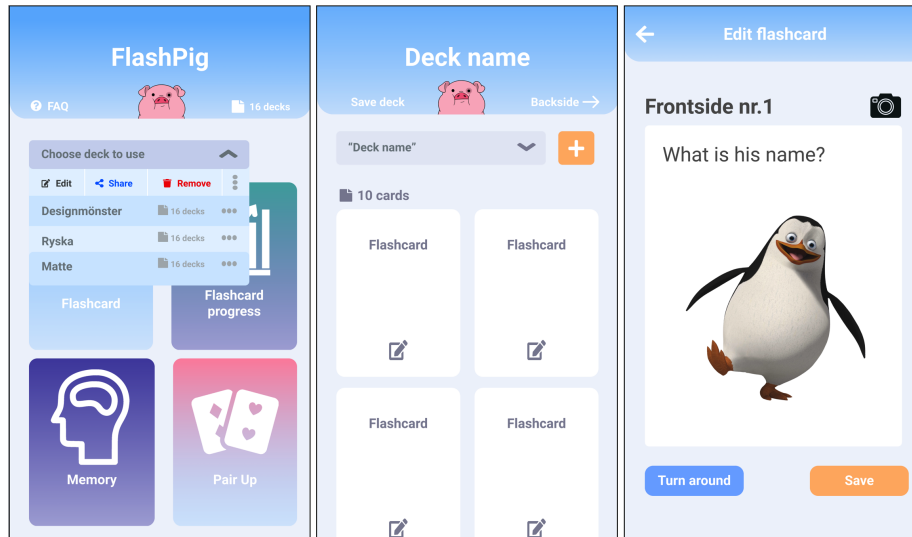 FlashPig
FAQ
16 decks
Choose deck to use
Edit Share Remove
Designmönster 16 decks
Ryska 16 decks
Matte 16 decks
Flashcard
Flashcard
progress
Memory
Pair Up
Deck name
Save deck
Backside
"Deck name"
10 cards
Flashcard
Flashcard
Flashcard
Flashcard
Edit flashcard
Frontside nr.1
What is his name?
Turn around
Save